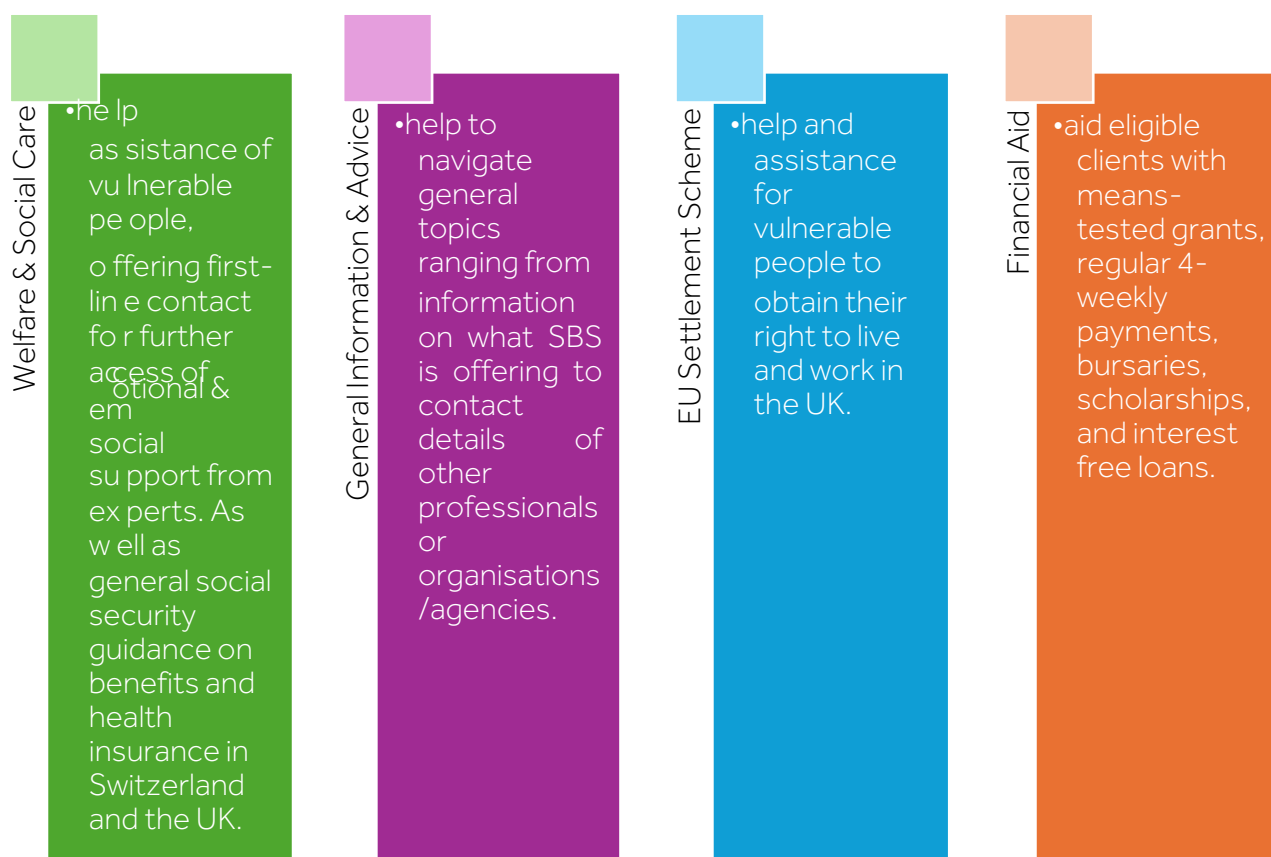 Welfare & Social Care
•he lp
as sistance of
vu lnerable
pe ople,
o ffering first-
lin e contact
fo r further
access of
otional &
em
social
su pport from
ex perts. As
w ell as
general social
security
guidance on
benefits and
health
insurance in
Switzerland
and the UK.
General Information & Advice
•help to
navigate
general
topics
ranging from
information
on what SBS
is offering to
contact
details of
other
professionals
or
organisations
/agencies.
EU Settlement Scheme
•help and
assistance
for
vulnerable
people to
obtain their
right to live
and work in
the UK.
Financial Aid
•aid eligible
clients with
means-
tested grants,
regular 4-
weekly
payments,
bursaries,
scholarships,
and interest
free loans.